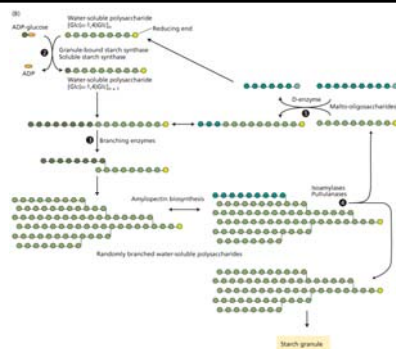 (B)
Water-soluble polysaccharide
[Glc(α-1,4)Glc]n
ADP-glucose
Reducing end
2
Granule-bound starch synthase
Soluble starch synthase
ADP
Water-soluble polysaccharide
[Glc(α-1,4)Glc]n+1
D-enzyme
5
Malto-oligosaccharides
3
Branching enzymes
Isoamylases
Pullulanases
4
Amylopectin biosynthesis
Randomly branched water-soluble polysaccharides
Starch granule